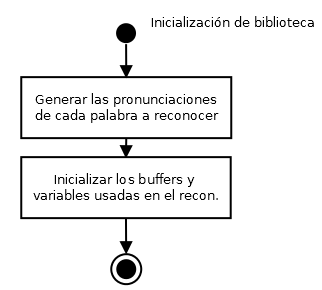 Inicialización de biblioteca
Generar las pronunciaciones
de cada palabra a reconocer
Inicializar los buffers y
variables usadas en el recon.